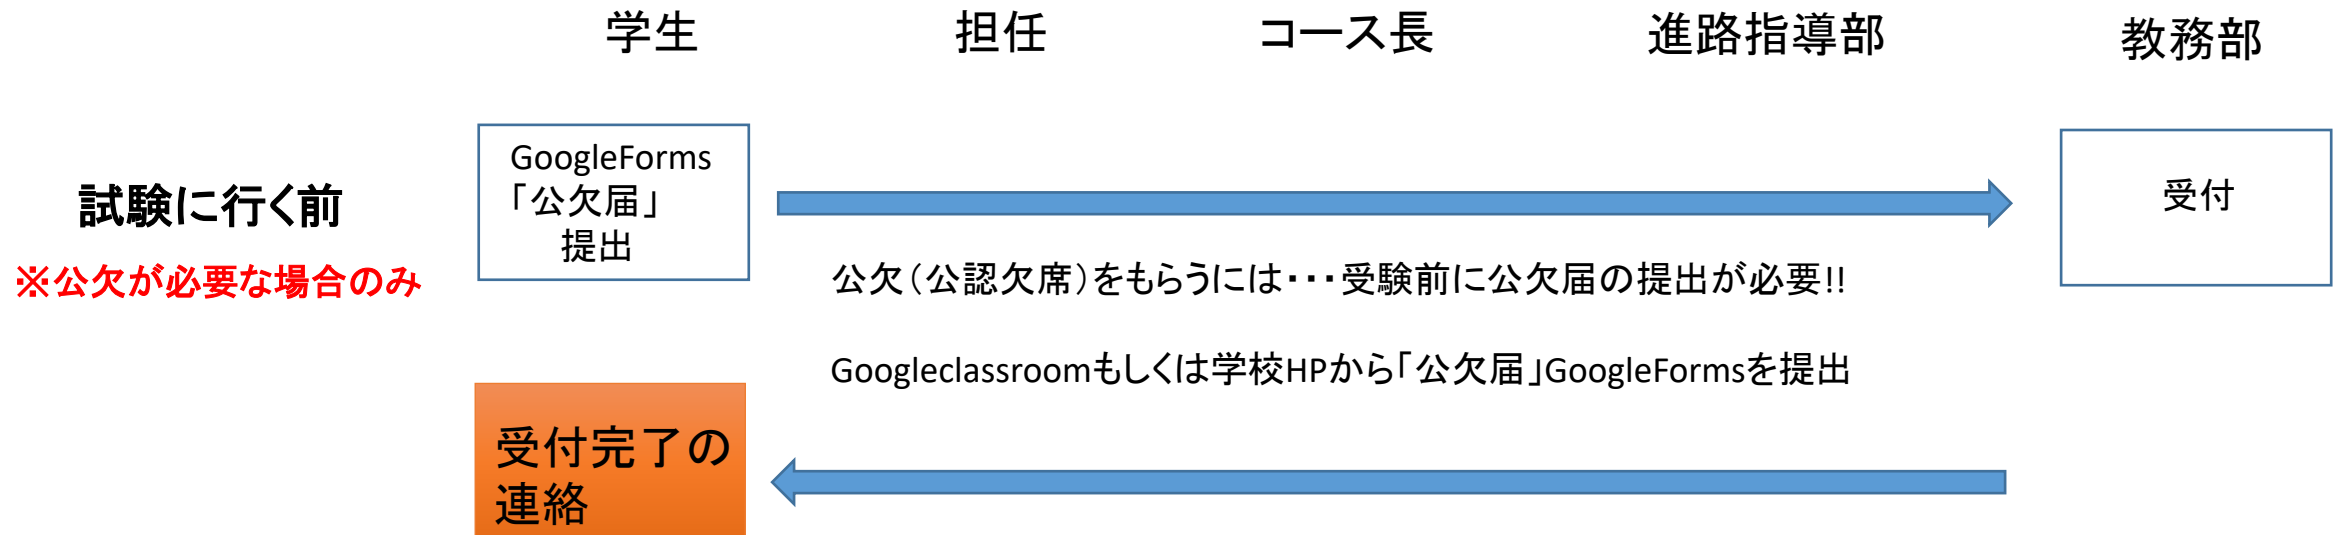 学生
担任
コース長
進路指導部
教務部
試験に行く前
※公欠が必要な場合のみ
GoogleForms
「公欠届」
提出
受付
公欠（公認欠席）をもらうには・・・受験前に公欠届の提出が必要!!
Googleclassroomもしくは学校HPから「公欠届」GoogleFormsを提出
受付完了の
連絡